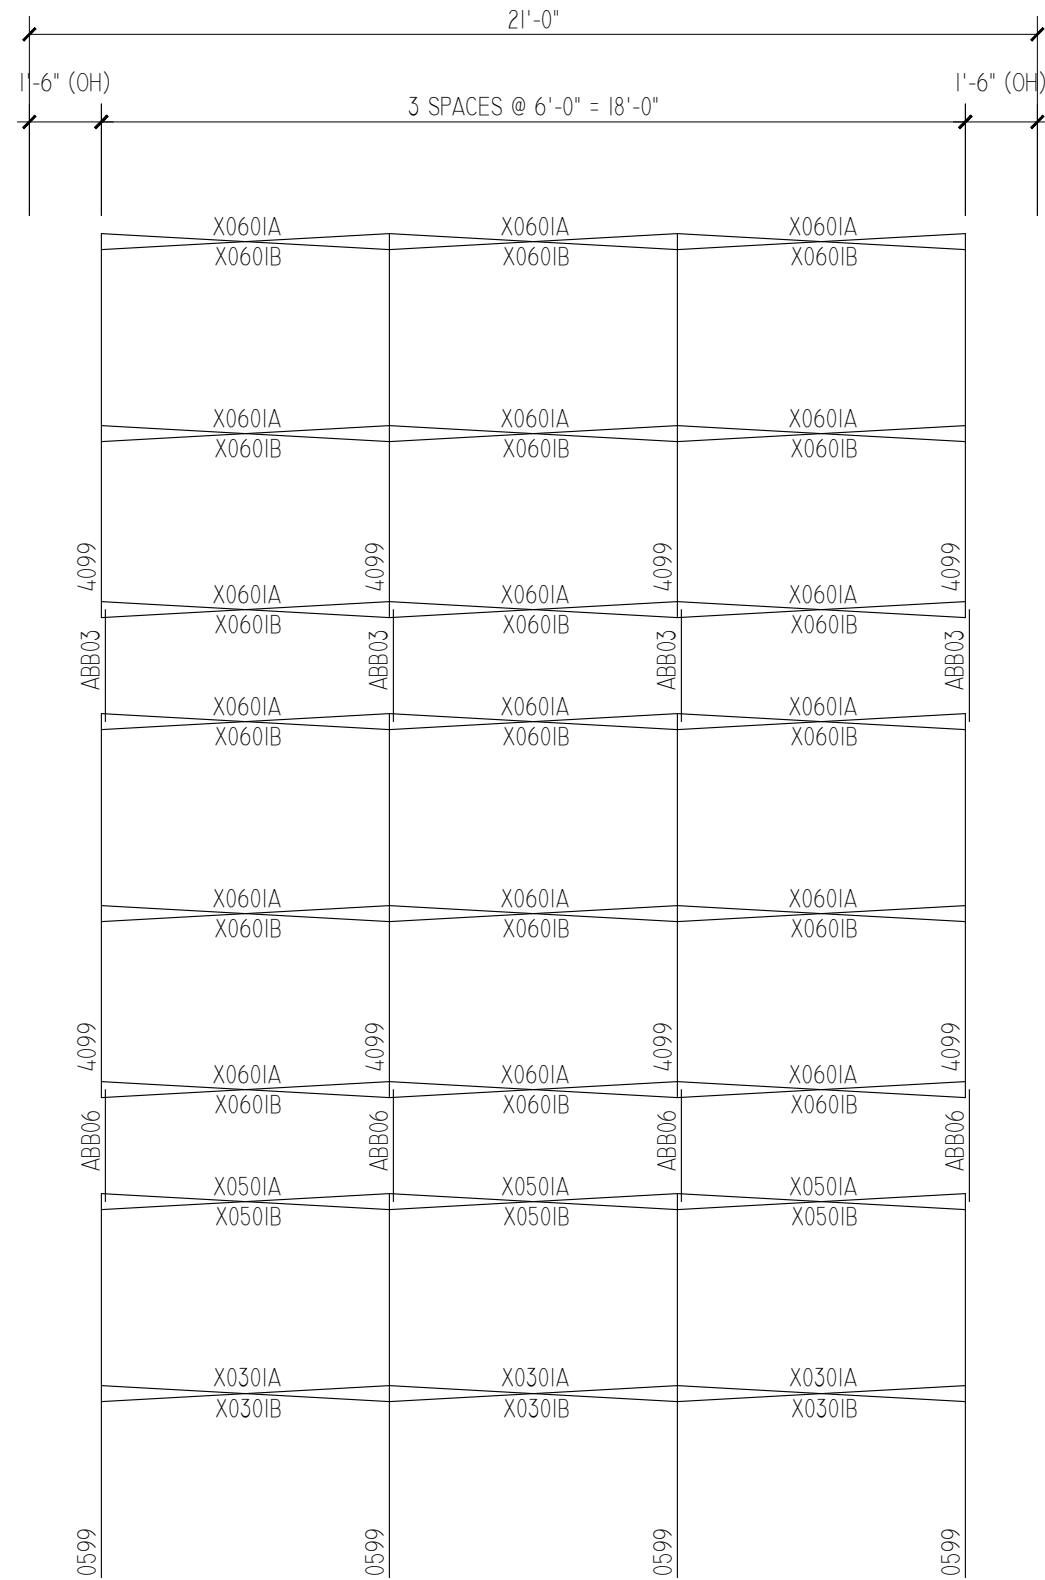 21'-0"
1'-6" (OH) 1'-6" (OH)
3 SPACES @ 6'-0" = 18'-0"
X0601A X0601A X0601A
X0601B X0601B X0601B
X0601A X0601A X0601A
X0601B X0601B X0601B
4099 4099 4099 4099
X0601A X0601A X0601A
X0601B X0601B X0601B
ABB03 ABB03 ABB03 ABB03
X0601A X0601A X0601A
X0601B X0601B X0601B
X0601A X0601A X0601A
X0601B X0601B X0601B
4099 4099 4099 4099
X0601A X0601A X0601A
X0601B X0601B X0601B
ABB06 ABB06 ABB06 ABB06
X0501A X0501A X0501A
X0501B X0501B X0501B
X0301A X0301A X0301A
X0301B X0301B X0301B
0599 0599 0599 0599